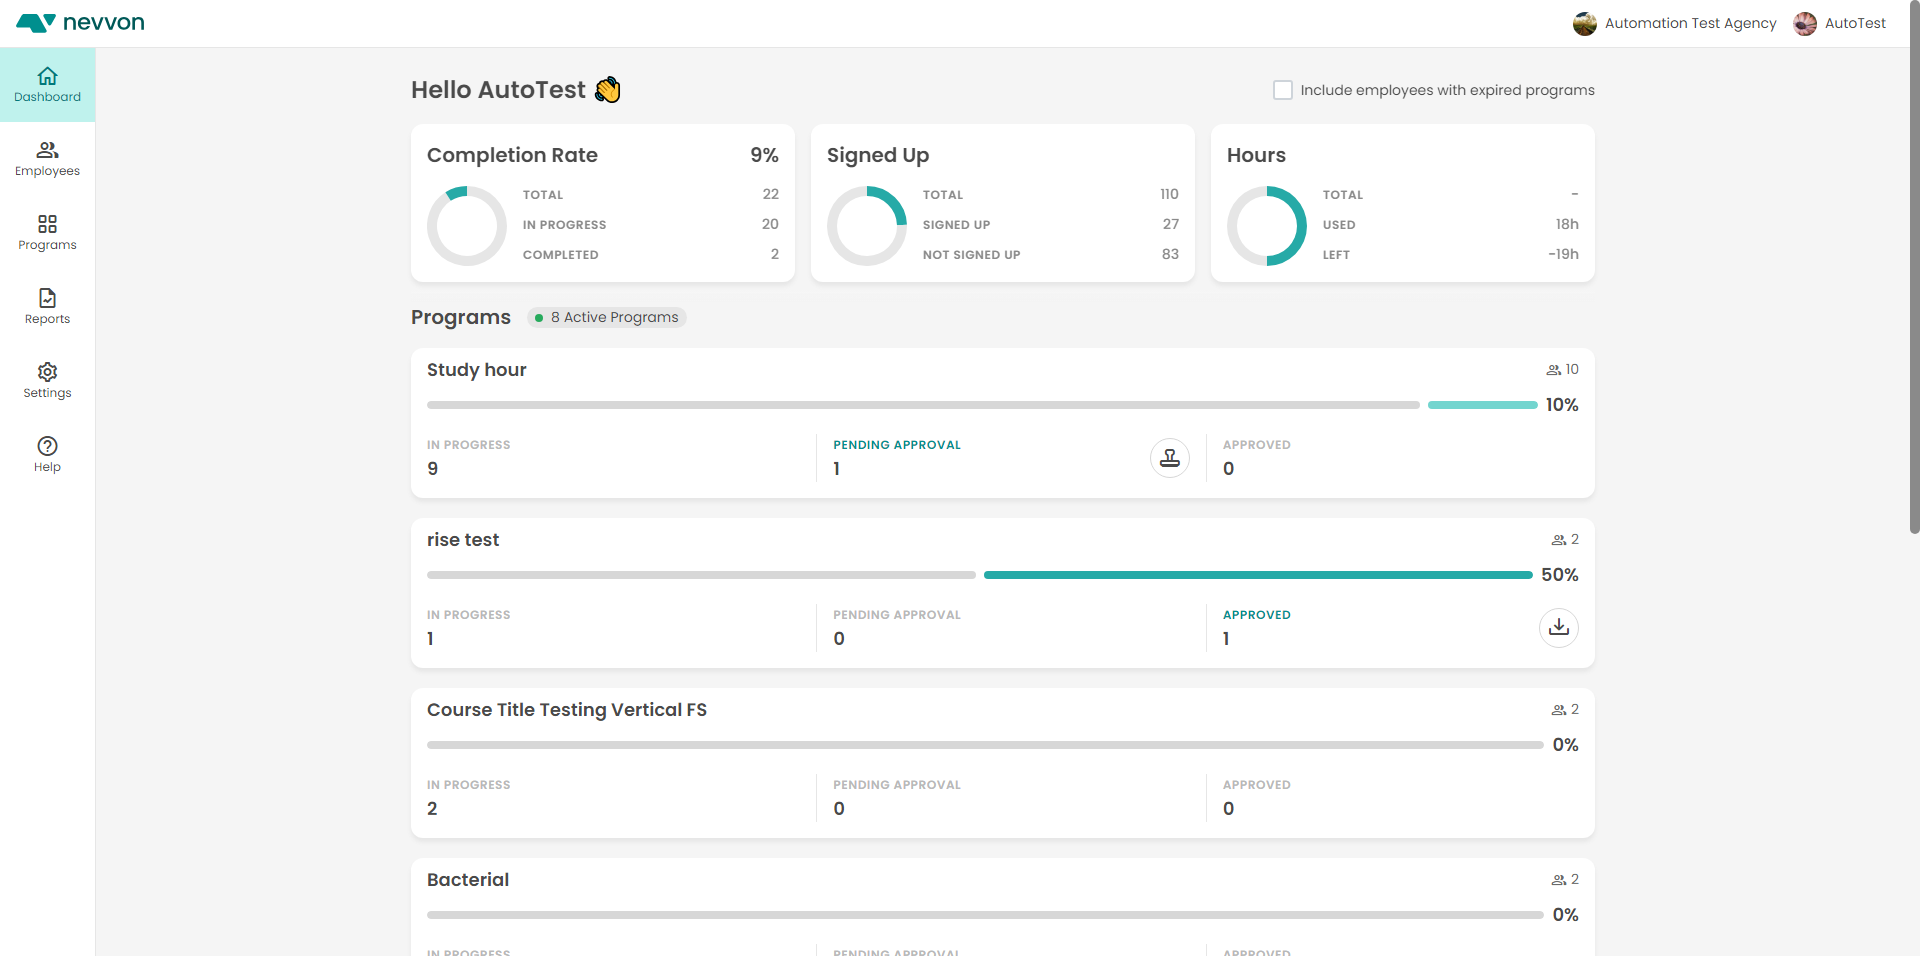 nevvon
Automation Test Agency
AutoTest
Dashboard
Employees
Programs
Reports
Settings
Help
Hello AutoTest 👋
Include employees with expired programs
Completion Rate 9%
TOTAL 22
IN PROGRESS 20
COMPLETED 2
Signed Up
TOTAL 110
SIGNED UP 27
NOT SIGNED UP 83
Hours
TOTAL -
USED 18h
LEFT -19h
Programs
8 Active Programs
Study hour 10
10%
IN PROGRESS PENDING APPROVAL APPROVED
9 1 0
rise test 2
50%
IN PROGRESS PENDING APPROVAL APPROVED
1 0 1
Course Title Testing Vertical FS 2
0%
IN PROGRESS PENDING APPROVAL APPROVED
2 0 0
Bacterial 2
0%
IN PROGRESS PENDING APPROVAL APPROVED